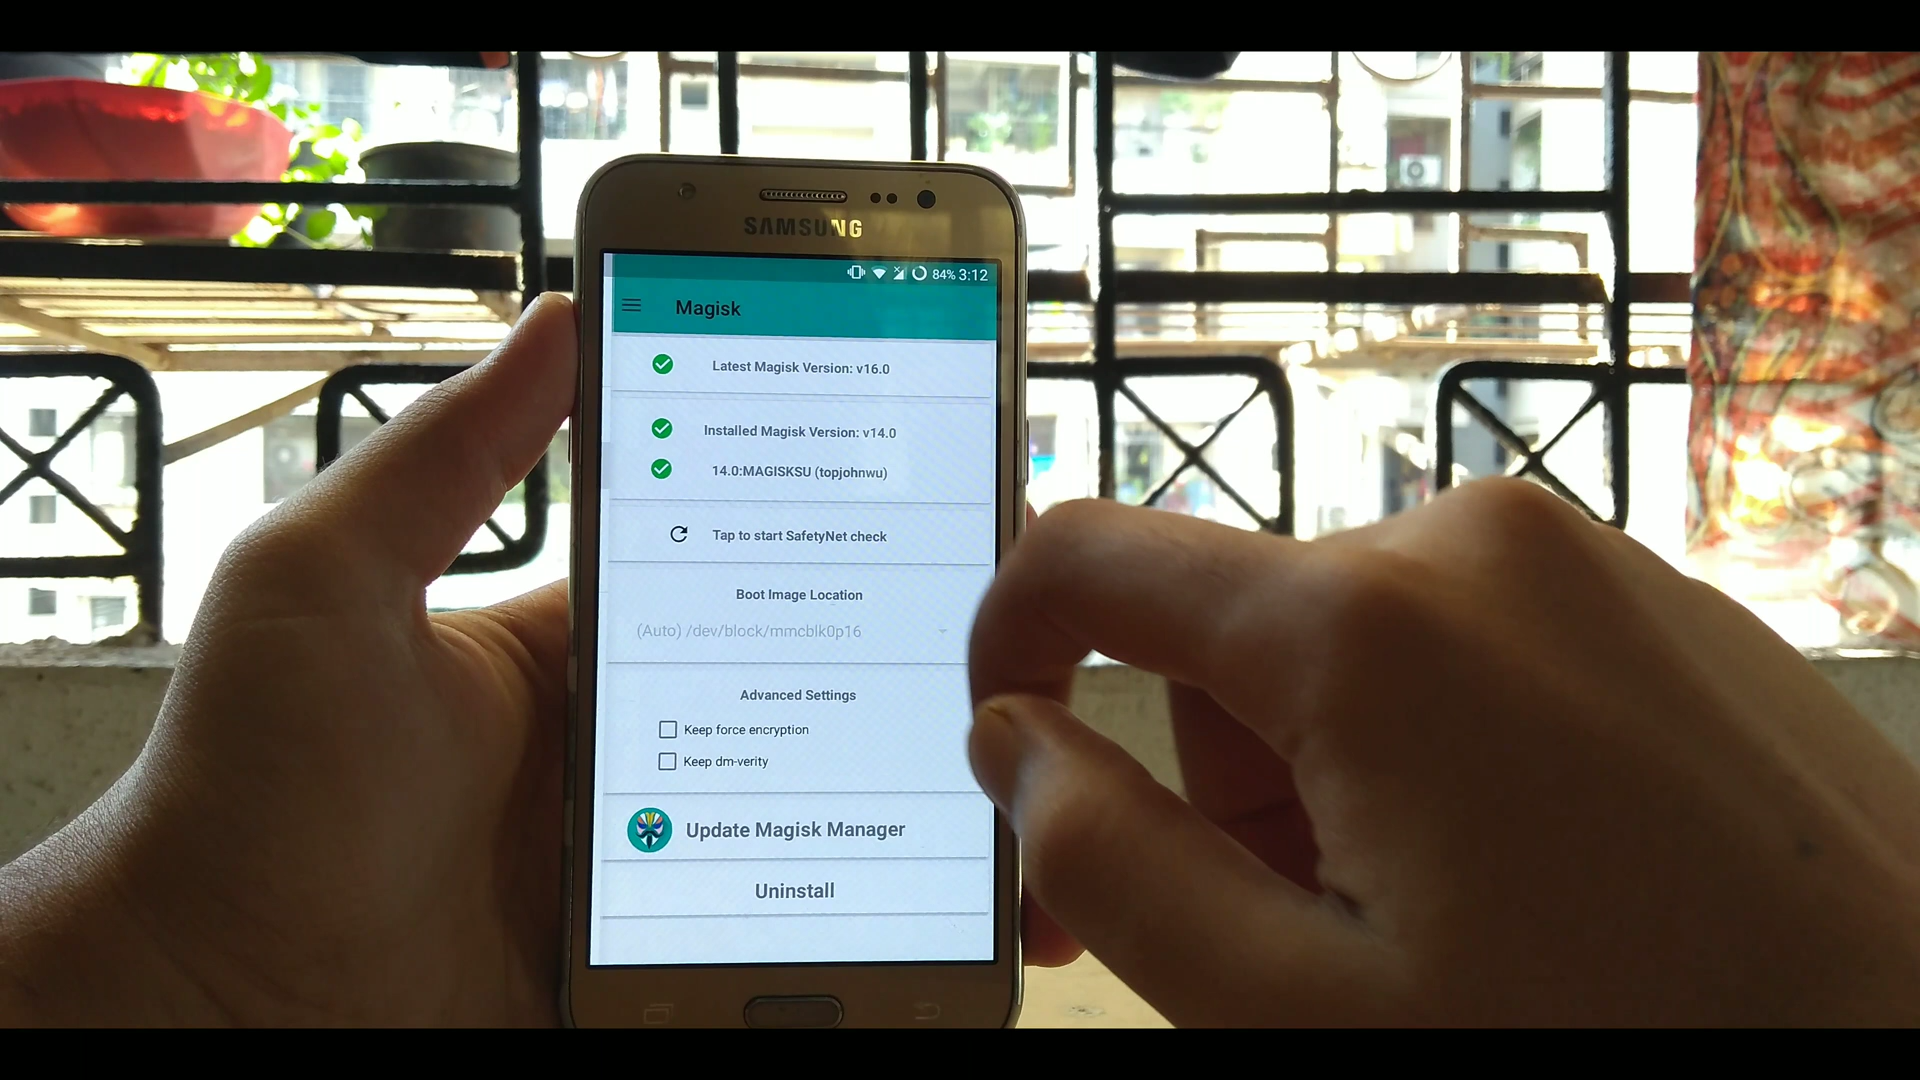 SAMSUNG
84% 3:12
Magisk
Latest Magisk Version: v16.0
Installed Magisk Version: v14.0
14.0:MAGISKSU (topjohnwu)
Tap to start SafetyNet check
Boot Image Location
(Auto) /dev/block/mmcblk0p16
Advanced Settings
Keep force encryption
Keep dm-verity
Update Magisk Manager
Uninstall